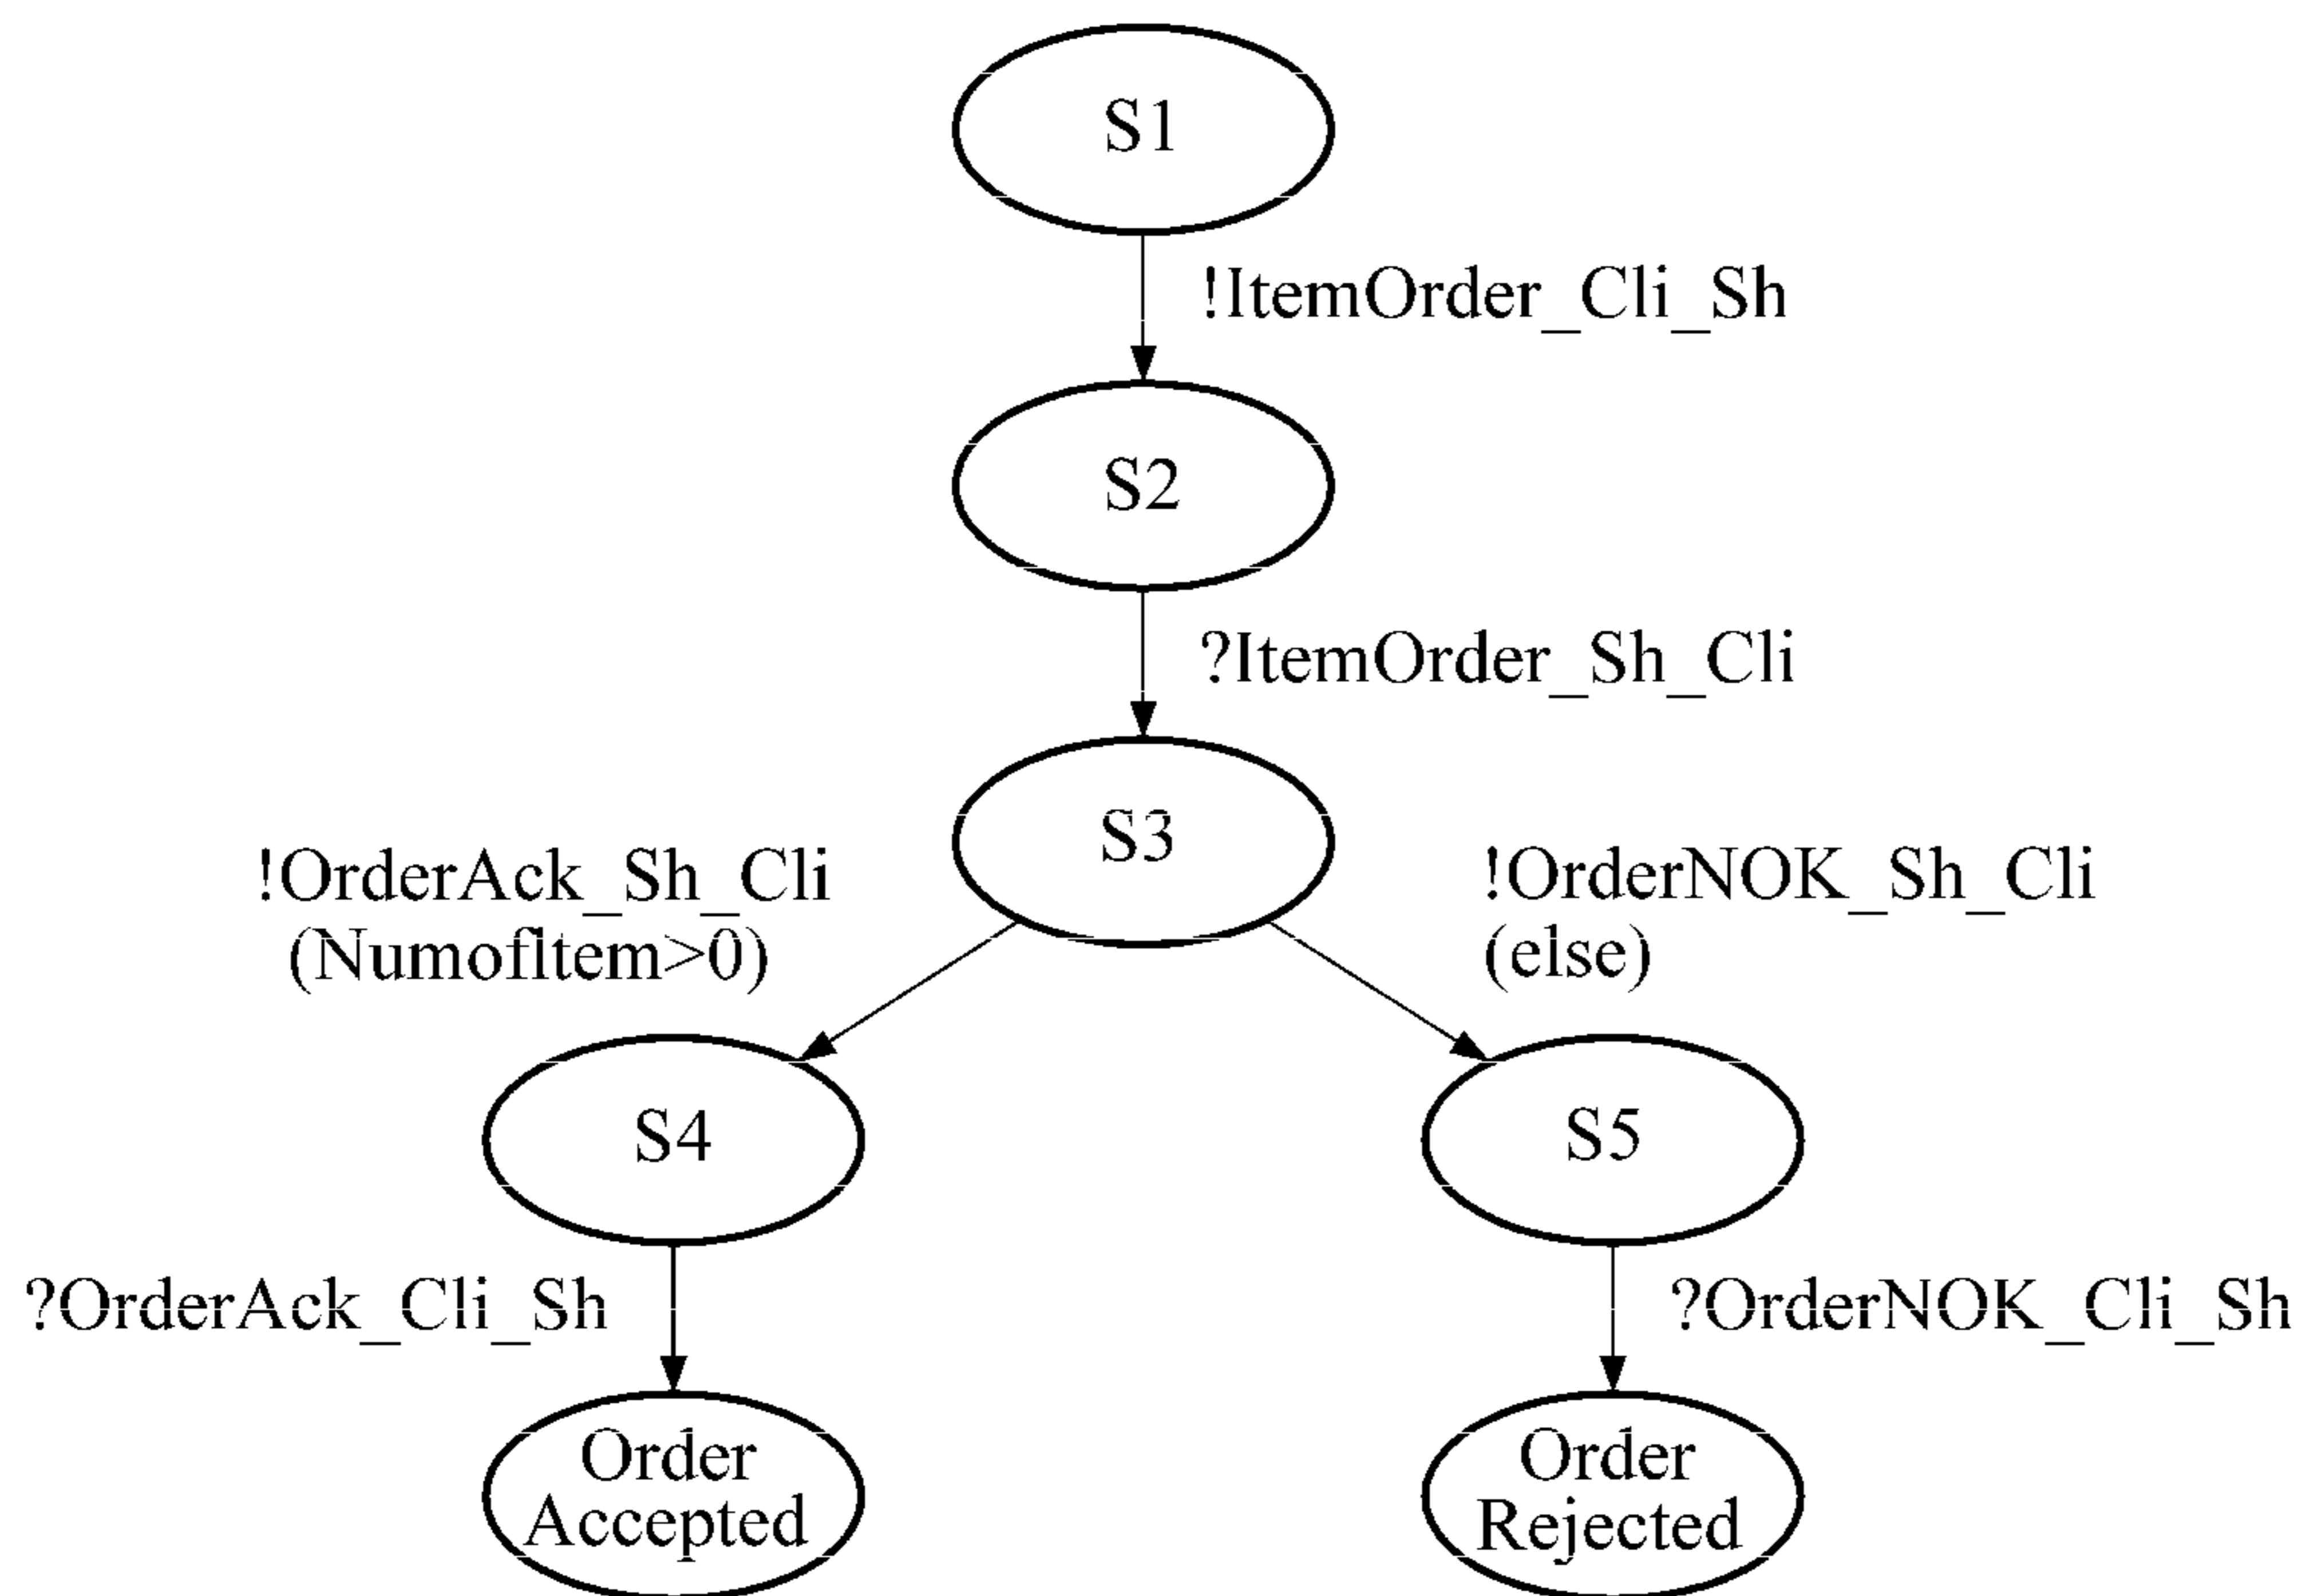 S1
!ItemOrder_Cli_Sh
S2
?ItemOrder_Sh_Cli
S3
!OrderAck_Sh_Cli
(NumofItem>0)
!OrderNOK_Sh_Cli
(else)
S4
S5
?OrderAck_Cli_Sh
?OrderNOK_Cli_Sh
Order
Accepted
Order
Rejected